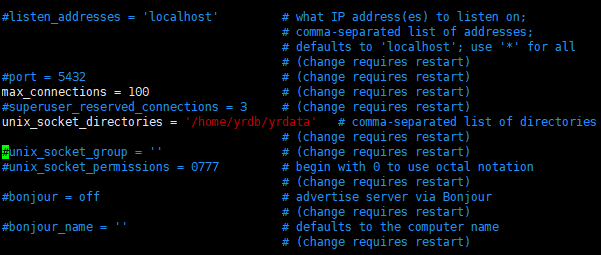 #listen_addresses = 'localhost' # what IP address(es) to listen on;
# comma-separated list of addresses;
# defaults to 'localhost'; use '*' for all
# (change requires restart)
#port = 5432 # (change requires restart)
max_connections = 100 # (change requires restart)
#superuser_reserved_connections = 3 # (change requires restart)
unix_socket_directories = '/home/yrdb/yrdata' # comma-separated list of directories
# (change requires restart)
#unix_socket_group = '' # (change requires restart)
#unix_socket_permissions = 0777 # begin with 0 to use octal notation
# (change requires restart)
#bonjour = off # advertise server via Bonjour
# (change requires restart)
#bonjour_name = '' # defaults to the computer name
# (change requires restart)